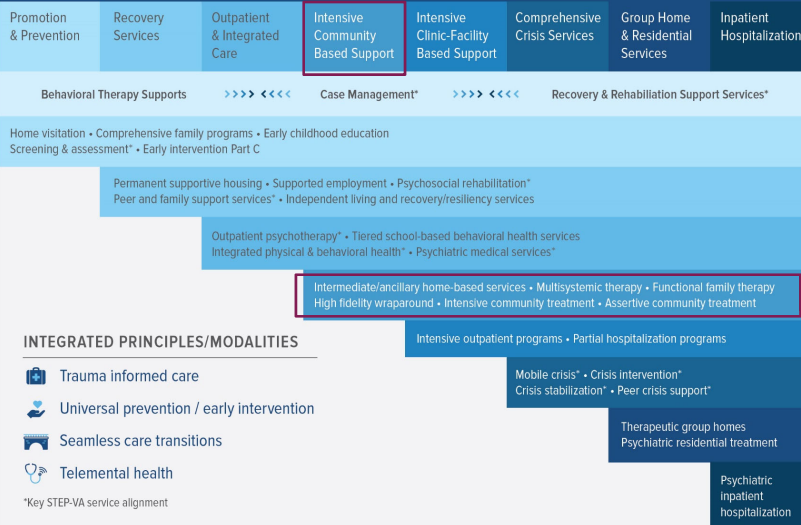 Promotion
& Prevention
Recovery
Services
Outpatient
& Integrated
Care
Intensive
Community
Based Support
Intensive
Clinic-Facility
Based Support
Comprehensive
Crisis Services
Group Home
& Residential
Services
Inpatient
Hospitalization
Behavioral Therapy Supports
>>>> <<<<
Case Management*
>>>> <<<<
Recovery & Rehabiliation Support Services*
Home visitation • Comprehensive family programs • Early childhood education
Screening & assessment* • Early intervention Part C
Permanent supportive housing • Supported employment • Psychosocial rehabilitation*
Peer and family support services* • Independent living and recovery/resiliency services
Outpatient psychotherapy* • Tiered school-based behavioral health services
Integrated physical & behavioral health* • Psychiatric medical services*
Intermediate/ancillary home-based services • Multisystemic therapy • Functional family therapy
High fidelity wraparound • Intensive community treatment • Assertive community treatment
Intensive outpatient programs • Partial hospitalization programs
Mobile crisis* • Crisis intervention*
Crisis stabilization* • Peer crisis support*
Therapeutic group homes
Psychiatric residential treatment
Psychiatric
inpatient
hospitalization
INTEGRATED PRINCIPLES/MODALITIES
Trauma informed care
Universal prevention / early intervention
Seamless care transitions
Telemental health
*Key STEP-VA service alignment